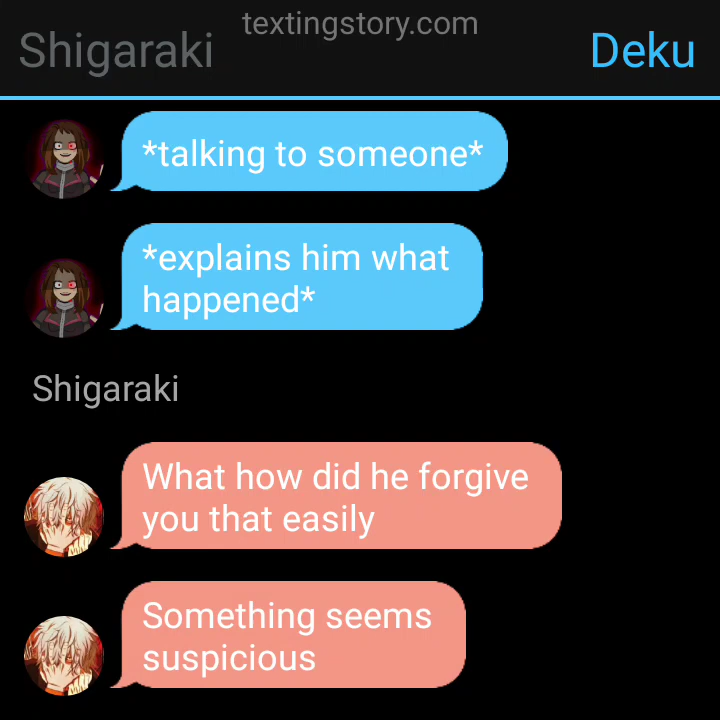 textingstory.com
Shigaraki
Deku
*talking to someone*
*explains him what
happened*
Shigaraki
What how did he forgive
you that easily
Something seems
suspicious